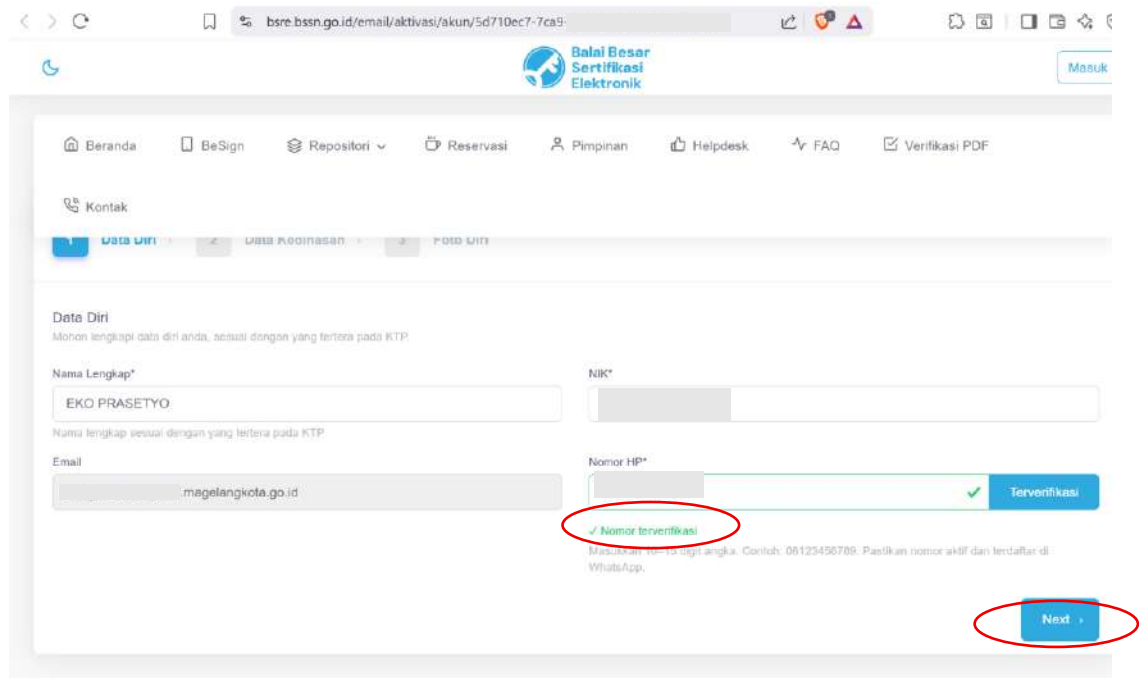 bsre.bssn.go.id/email/aktivasi/akun/5d710ec7-7ca9-
Balai Besar
Sertifikasi
Elektronik
Masuk
Beranda BeSign Repositori Reservasi Pimpinan Helpdesk FAQ Verifikasi PDF
Kontak
1 Data Diri 2 Data Kedinasan 3 Foto Diri
Data Diri
Mohon lengkapi data diri anda, sesuai dengan yang tertera pada KTP.
Nama Lengkap* NIK*
EKO PRASETYO
Nama lengkap sesuai dengan yang tertera pada KTP
Email Nomor HP*
.magelangkota.go.id Terverifikasi
✓ Nomor terverifikasi
Masukkan 10–15 digit angka. Contoh: 08123456789. Pastikan nomor aktif dan terdaftar di
WhatsApp.
Next ›